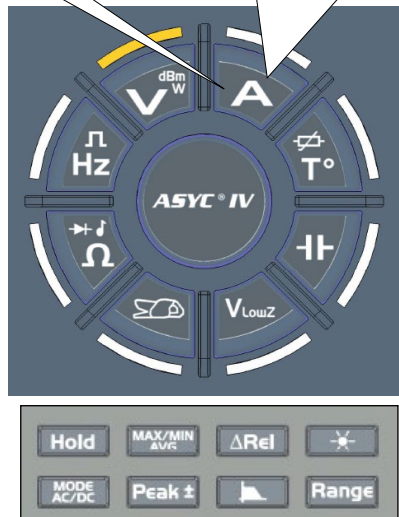 dBm
V W
A
Hz
T°
ASYC® IV
Ω
VLowZ
Hold
MAX/MIN
AVG
ΔRel
MODE
AC/DC
Peak ±
Range